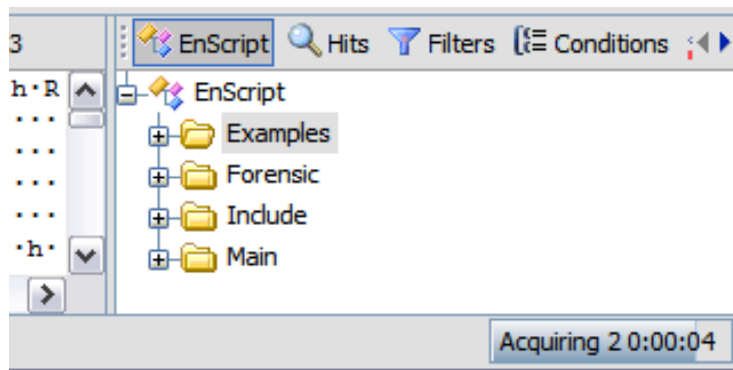 3 EnScript Hits Filters Conditions
h·R EnScript
··· Examples
···
··· Forensic
··· Include
·h· Main
Acquiring 2 0:00:04